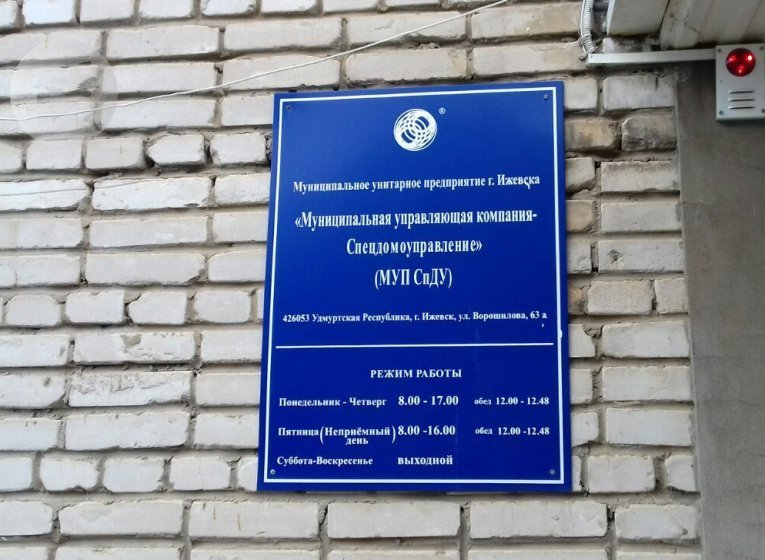 ®
Муниципальное унитарное предприятие г. Ижевска
«Муниципальная управляющая компания-
Спецдомоуправление»
(МУП СпДУ)
426053 Удмуртская Республика, г. Ижевск, ул. Ворошилова, 63 а
РЕЖИМ РАБОТЫ
Понедельник - Четверг 8.00 - 17.00 обед 12.00 - 12.48
Пятница (Неприёмный день) 8.00 -16.00 обед 12.00 -12.48
Суббота-Воскресенье выходной